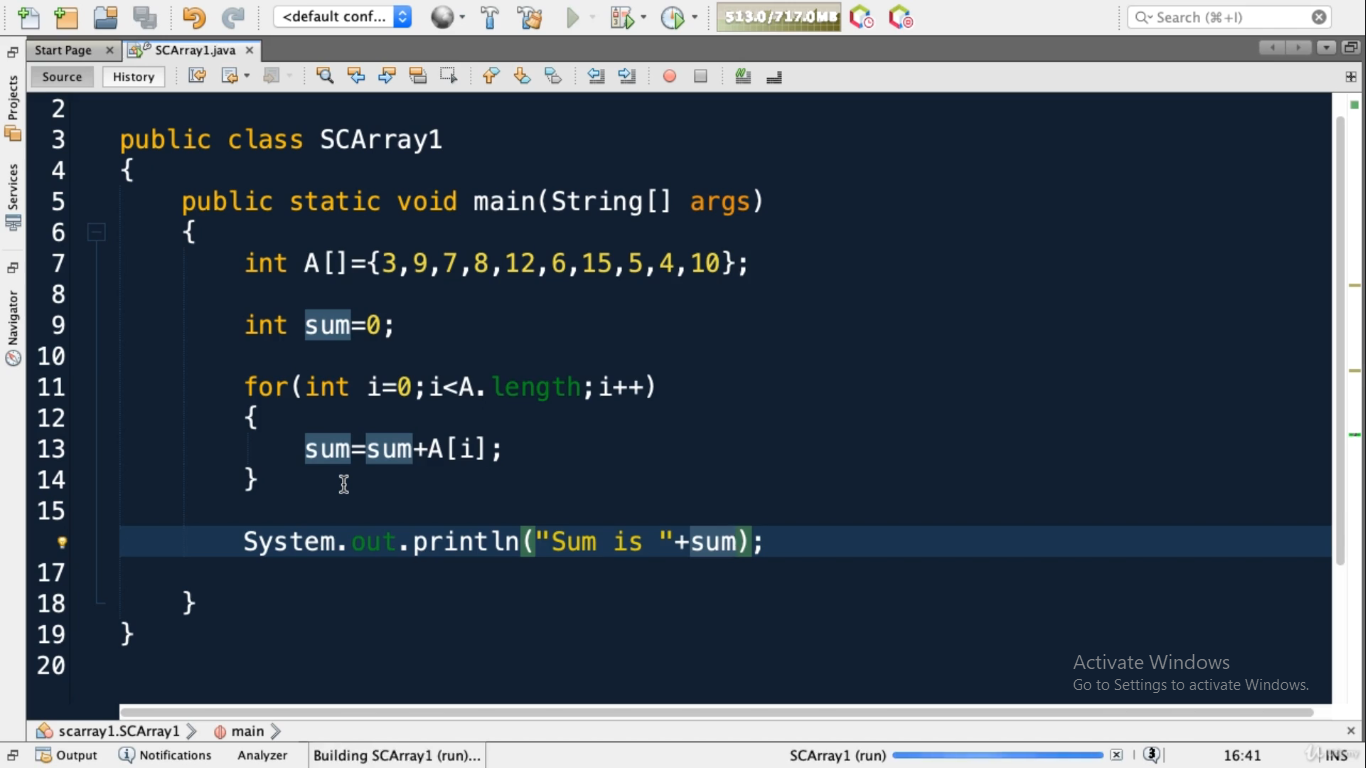 <default conf...
513.0/717.0MB
Search (⌘+I)
Start Page
SCArray1.java
Source
History
Projects
Services
Navigator
2
3 public class SCArray1
4 {
5 public static void main(String[] args)
6 {
7 int A[]={3,9,7,8,12,6,15,5,4,10};
8
9 int sum=0;
10
11 for(int i=0;i<A.length;i++)
12 {
13 sum=sum+A[i];
14 }
15
System.out.println("Sum is "+sum);
17
18 }
19 }
20
Activate Windows
Go to Settings to activate Windows.
scarray1.SCArray1
main
Output
Notifications
Analyzer
Building SCArray1 (run)...
SCArray1 (run)
3
16:41
INS